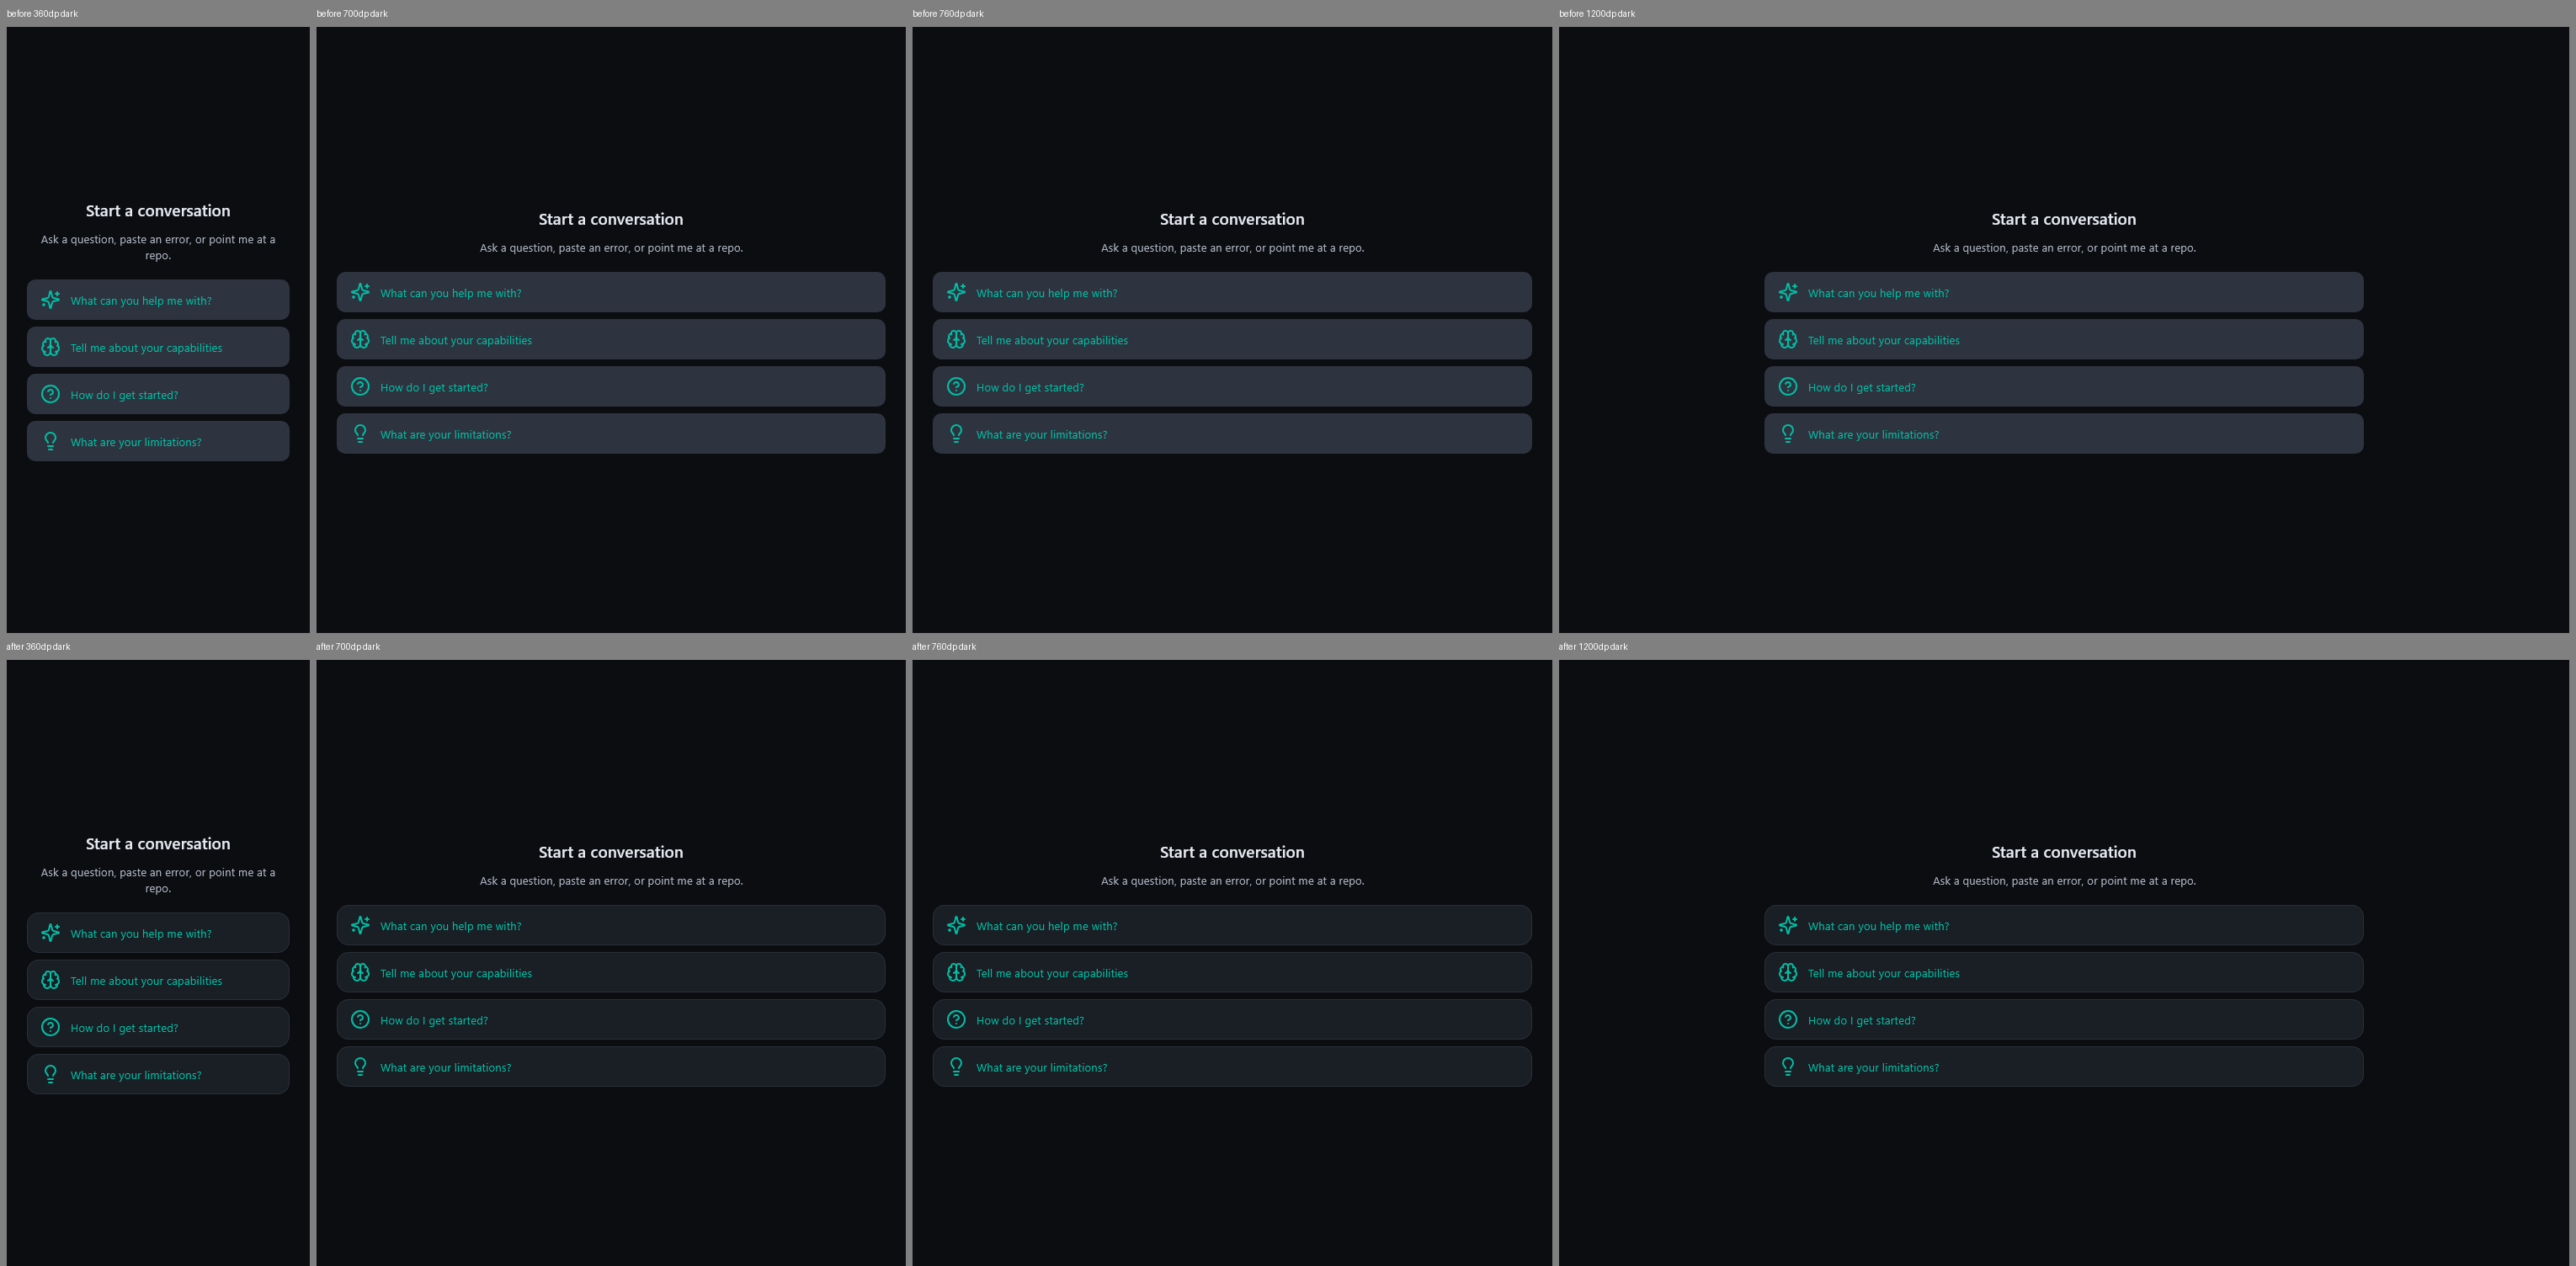 before 360dp dark
Start a conversation
Ask a question, paste an error, or point me at a
repo.
What can you help me with?
Tell me about your capabilities
How do I get started?
What are your limitations?
before 700dp dark
Start a conversation
Ask a question, paste an error, or point me at a repo.
What can you help me with?
Tell me about your capabilities
How do I get started?
What are your limitations?
before 760dp dark
Start a conversation
Ask a question, paste an error, or point me at a repo.
What can you help me with?
Tell me about your capabilities
How do I get started?
What are your limitations?
before 1200dp dark
Start a conversation
Ask a question, paste an error, or point me at a repo.
What can you help me with?
Tell me about your capabilities
How do I get started?
What are your limitations?
after 360dp dark
Start a conversation
Ask a question, paste an error, or point me at a
repo.
What can you help me with?
Tell me about your capabilities
How do I get started?
What are your limitations?
after 700dp dark
Start a conversation
Ask a question, paste an error, or point me at a repo.
What can you help me with?
Tell me about your capabilities
How do I get started?
What are your limitations?
after 760dp dark
Start a conversation
Ask a question, paste an error, or point me at a repo.
What can you help me with?
Tell me about your capabilities
How do I get started?
What are your limitations?
after 1200dp dark
Start a conversation
Ask a question, paste an error, or point me at a repo.
What can you help me with?
Tell me about your capabilities
How do I get started?
What are your limitations?